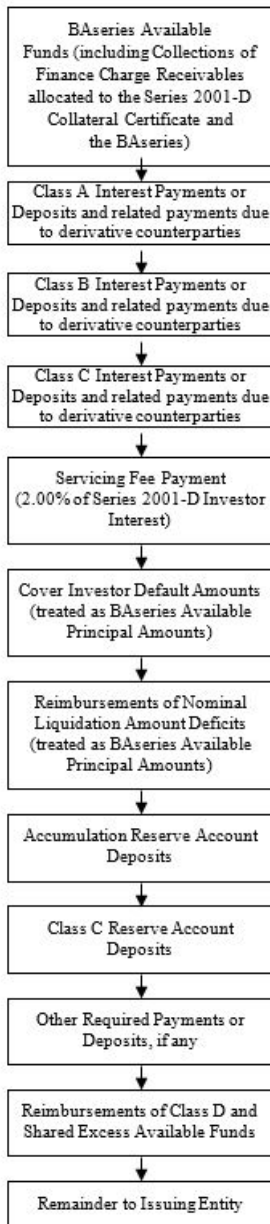 BAseries Available
Funds (including Collections of
Finance Charge Receivables
allocated to the Series 2001-D
Collateral Certificate and
the BAseries)
Class A Interest Payments or
Deposits and related payments due
to derivative counterparties
Class B Interest Payments or
Deposits and related payments due
to derivative counterparties
Class C Interest Payments or
Deposits and related payments due
to derivative counterparties
Servicing Fee Payment
(2.00% of Series 2001-D Investor
Interest)
Cover Investor Default Amounts
(treated as BAseries Available
Principal Amounts)
Reimbursements of Nominal
Liquidation Amount Deficits
(treated as BAseries Available
Principal Amounts)
Accumulation Reserve Account
Deposits
Class C Reserve Account
Deposits
Other Required Payments or
Deposits, if any
Reimbursements of Class D and
Shared Excess Available Funds
Remainder to Issuing Entity